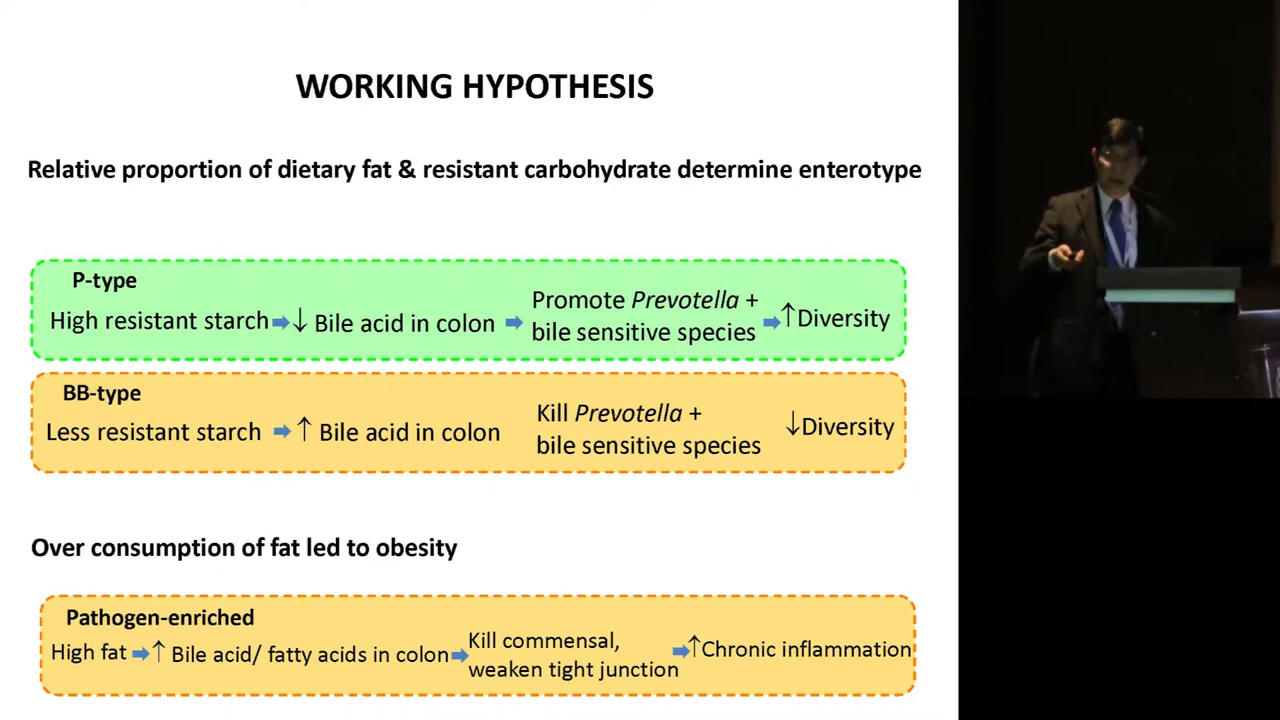 WORKING HYPOTHESIS
Relative proportion of dietary fat & resistant carbohydrate determine enterotype
P-type
High resistant starch ➡ ↓ Bile acid in colon ➡ Promote Prevotella + ➡ ↑Diversity
bile sensitive species
BB-type
Less resistant starch ➡ ↑ Bile acid in colon Kill Prevotella + ↓Diversity
bile sensitive species
Over consumption of fat led to obesity
Pathogen-enriched
High fat ➡ ↑ Bile acid/ fatty acids in colon ➡ Kill commensal, ➡ ↑Chronic inflammation
weaken tight junction